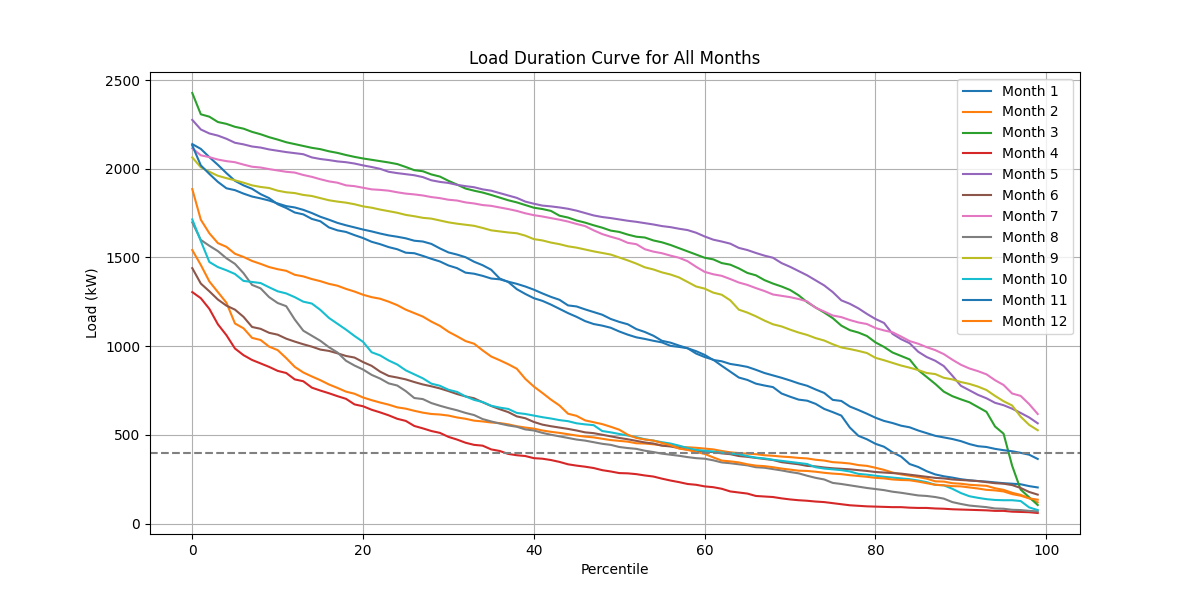 Load Duration Curve for All Months
2500
2000
1500
1000
500
0
Load (kW)
0 20 40 60 80 100
Percentile
Month 1
Month 2
Month 3
Month 4
Month 5
Month 6
Month 7
Month 8
Month 9
Month 10
Month 11
Month 12